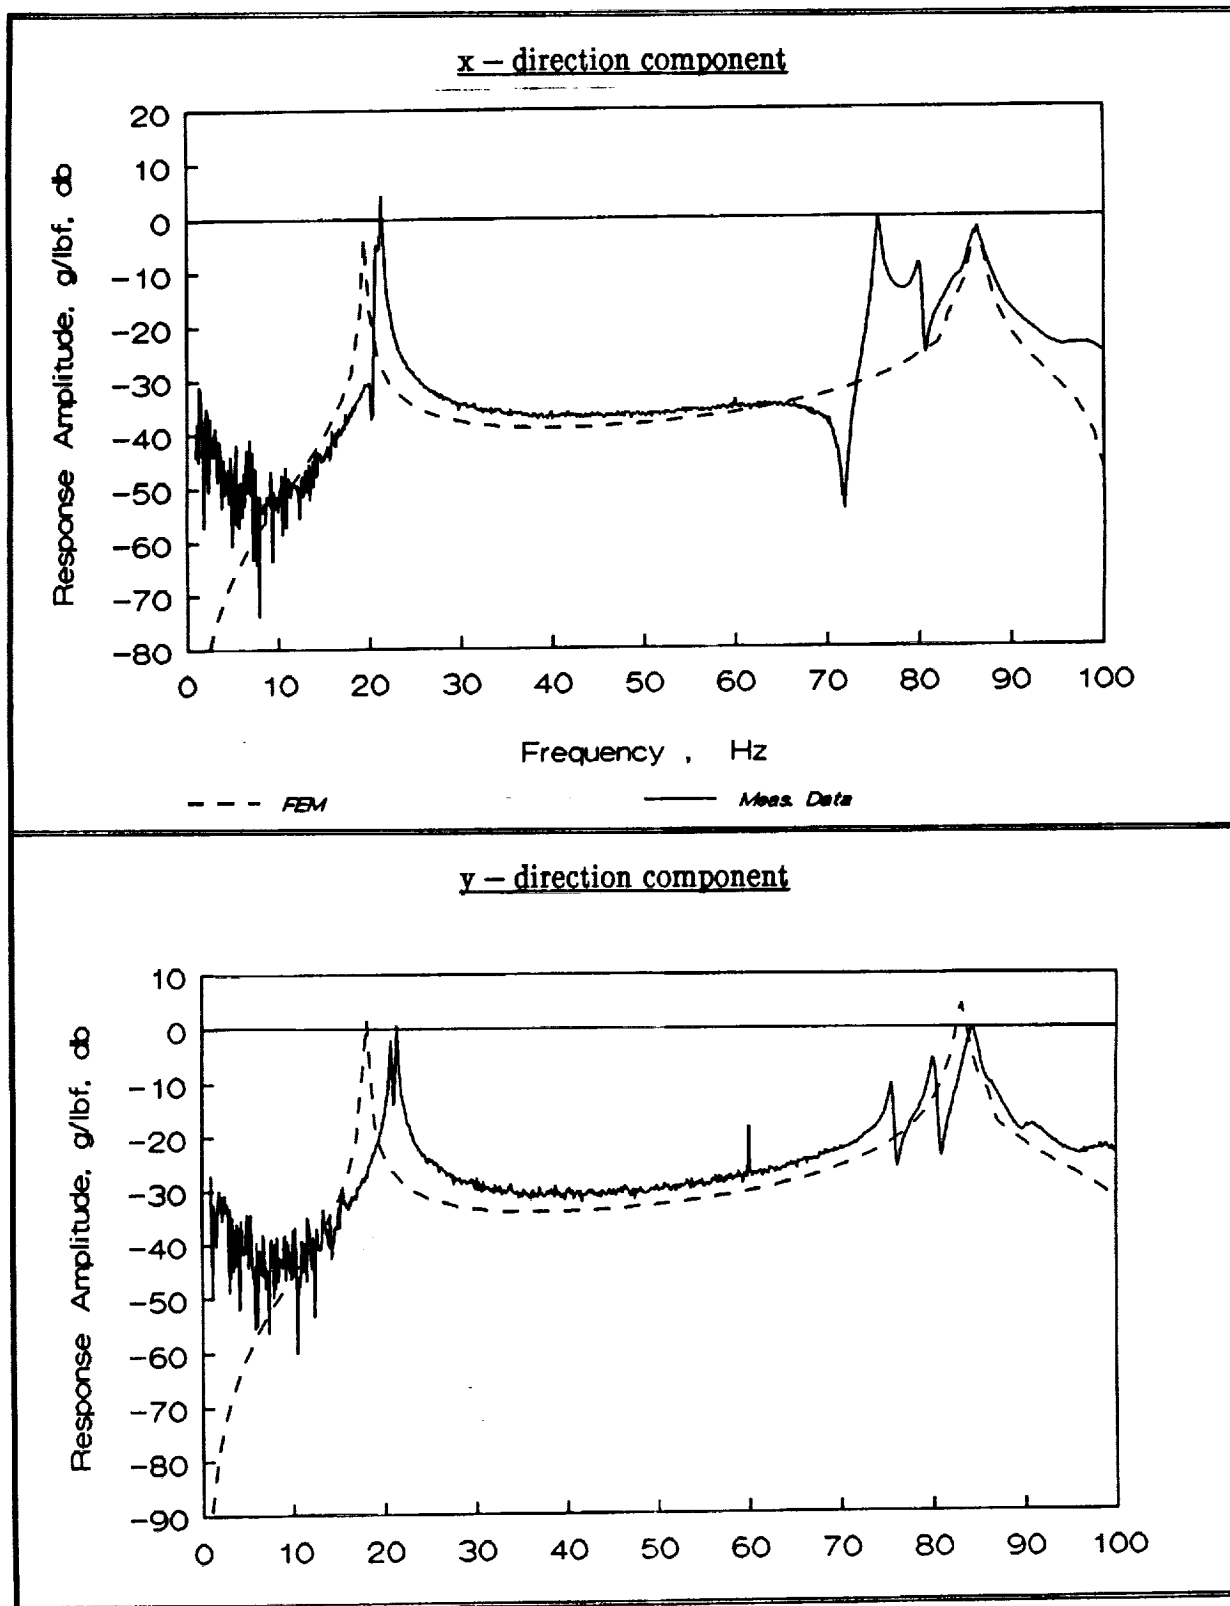 x – direction component
20
10
0
-10
-20
-30
-40
-50
-60
-70
-80
Response Amplitude, g/lbf, db
0 10 20 30 40 50 60 70 80 90 100
Frequency , Hz
FEM Meas. Data
y – direction component
10
0
-10
-20
-30
-40
-50
-60
-70
-80
-90
Response Amplitude, g/lbf, db
0 10 20 30 40 50 60 70 80 90 100